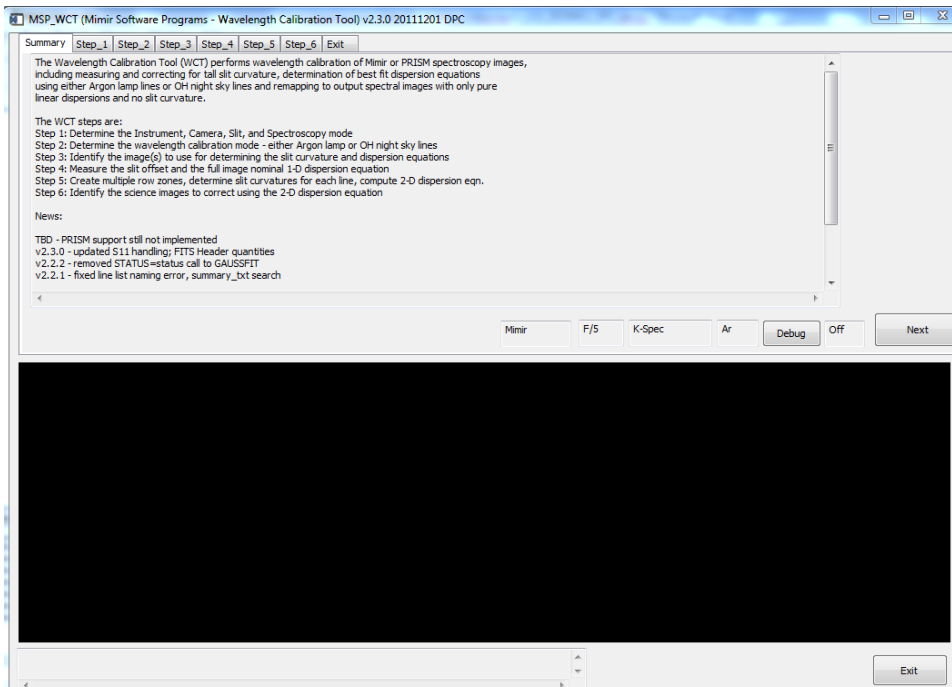 MSP_WCT (Mimir Software Programs - Wavelength Calibration Tool) v2.3.0 20111201 DPC
Summary Step_1 Step_2 Step_3 Step_4 Step_5 Step_6 Exit
The Wavelength Calibration Tool (WCT) performs wavelength calibration of Mimir or PRISM spectroscopy images,
including measuring and correcting for tall slit curvature, determination of best fit dispersion equations
using either Argon lamp lines or OH night sky lines and remapping to output spectral images with only pure
linear dispersions and no slit curvature.
The WCT steps are:
Step 1: Determine the Instrument, Camera, Slit, and Spectroscopy mode
Step 2: Determine the wavelength calibration mode - either Argon lamp or OH night sky lines
Step 3: Identify the image(s) to use for determining the slit curvature and dispersion equations
Step 4: Measure the slit offset and the full image nominal 1-D dispersion equation
Step 5: Create multiple row zones, determine slit curvatures for each line, compute 2-D dispersion eqn.
Step 6: Identify the science images to correct using the 2-D dispersion equation
News:
TBD - PRISM support still not implemented
v2.3.0 - updated S11 handling; FITS Header quantities
v2.2.2 - removed STATUS=status call to GAUSSFIT
v2.2.1 - fixed line list naming error, summary_txt search
Mimir F/5 K-Spec Ar Debug Off Next
Exit